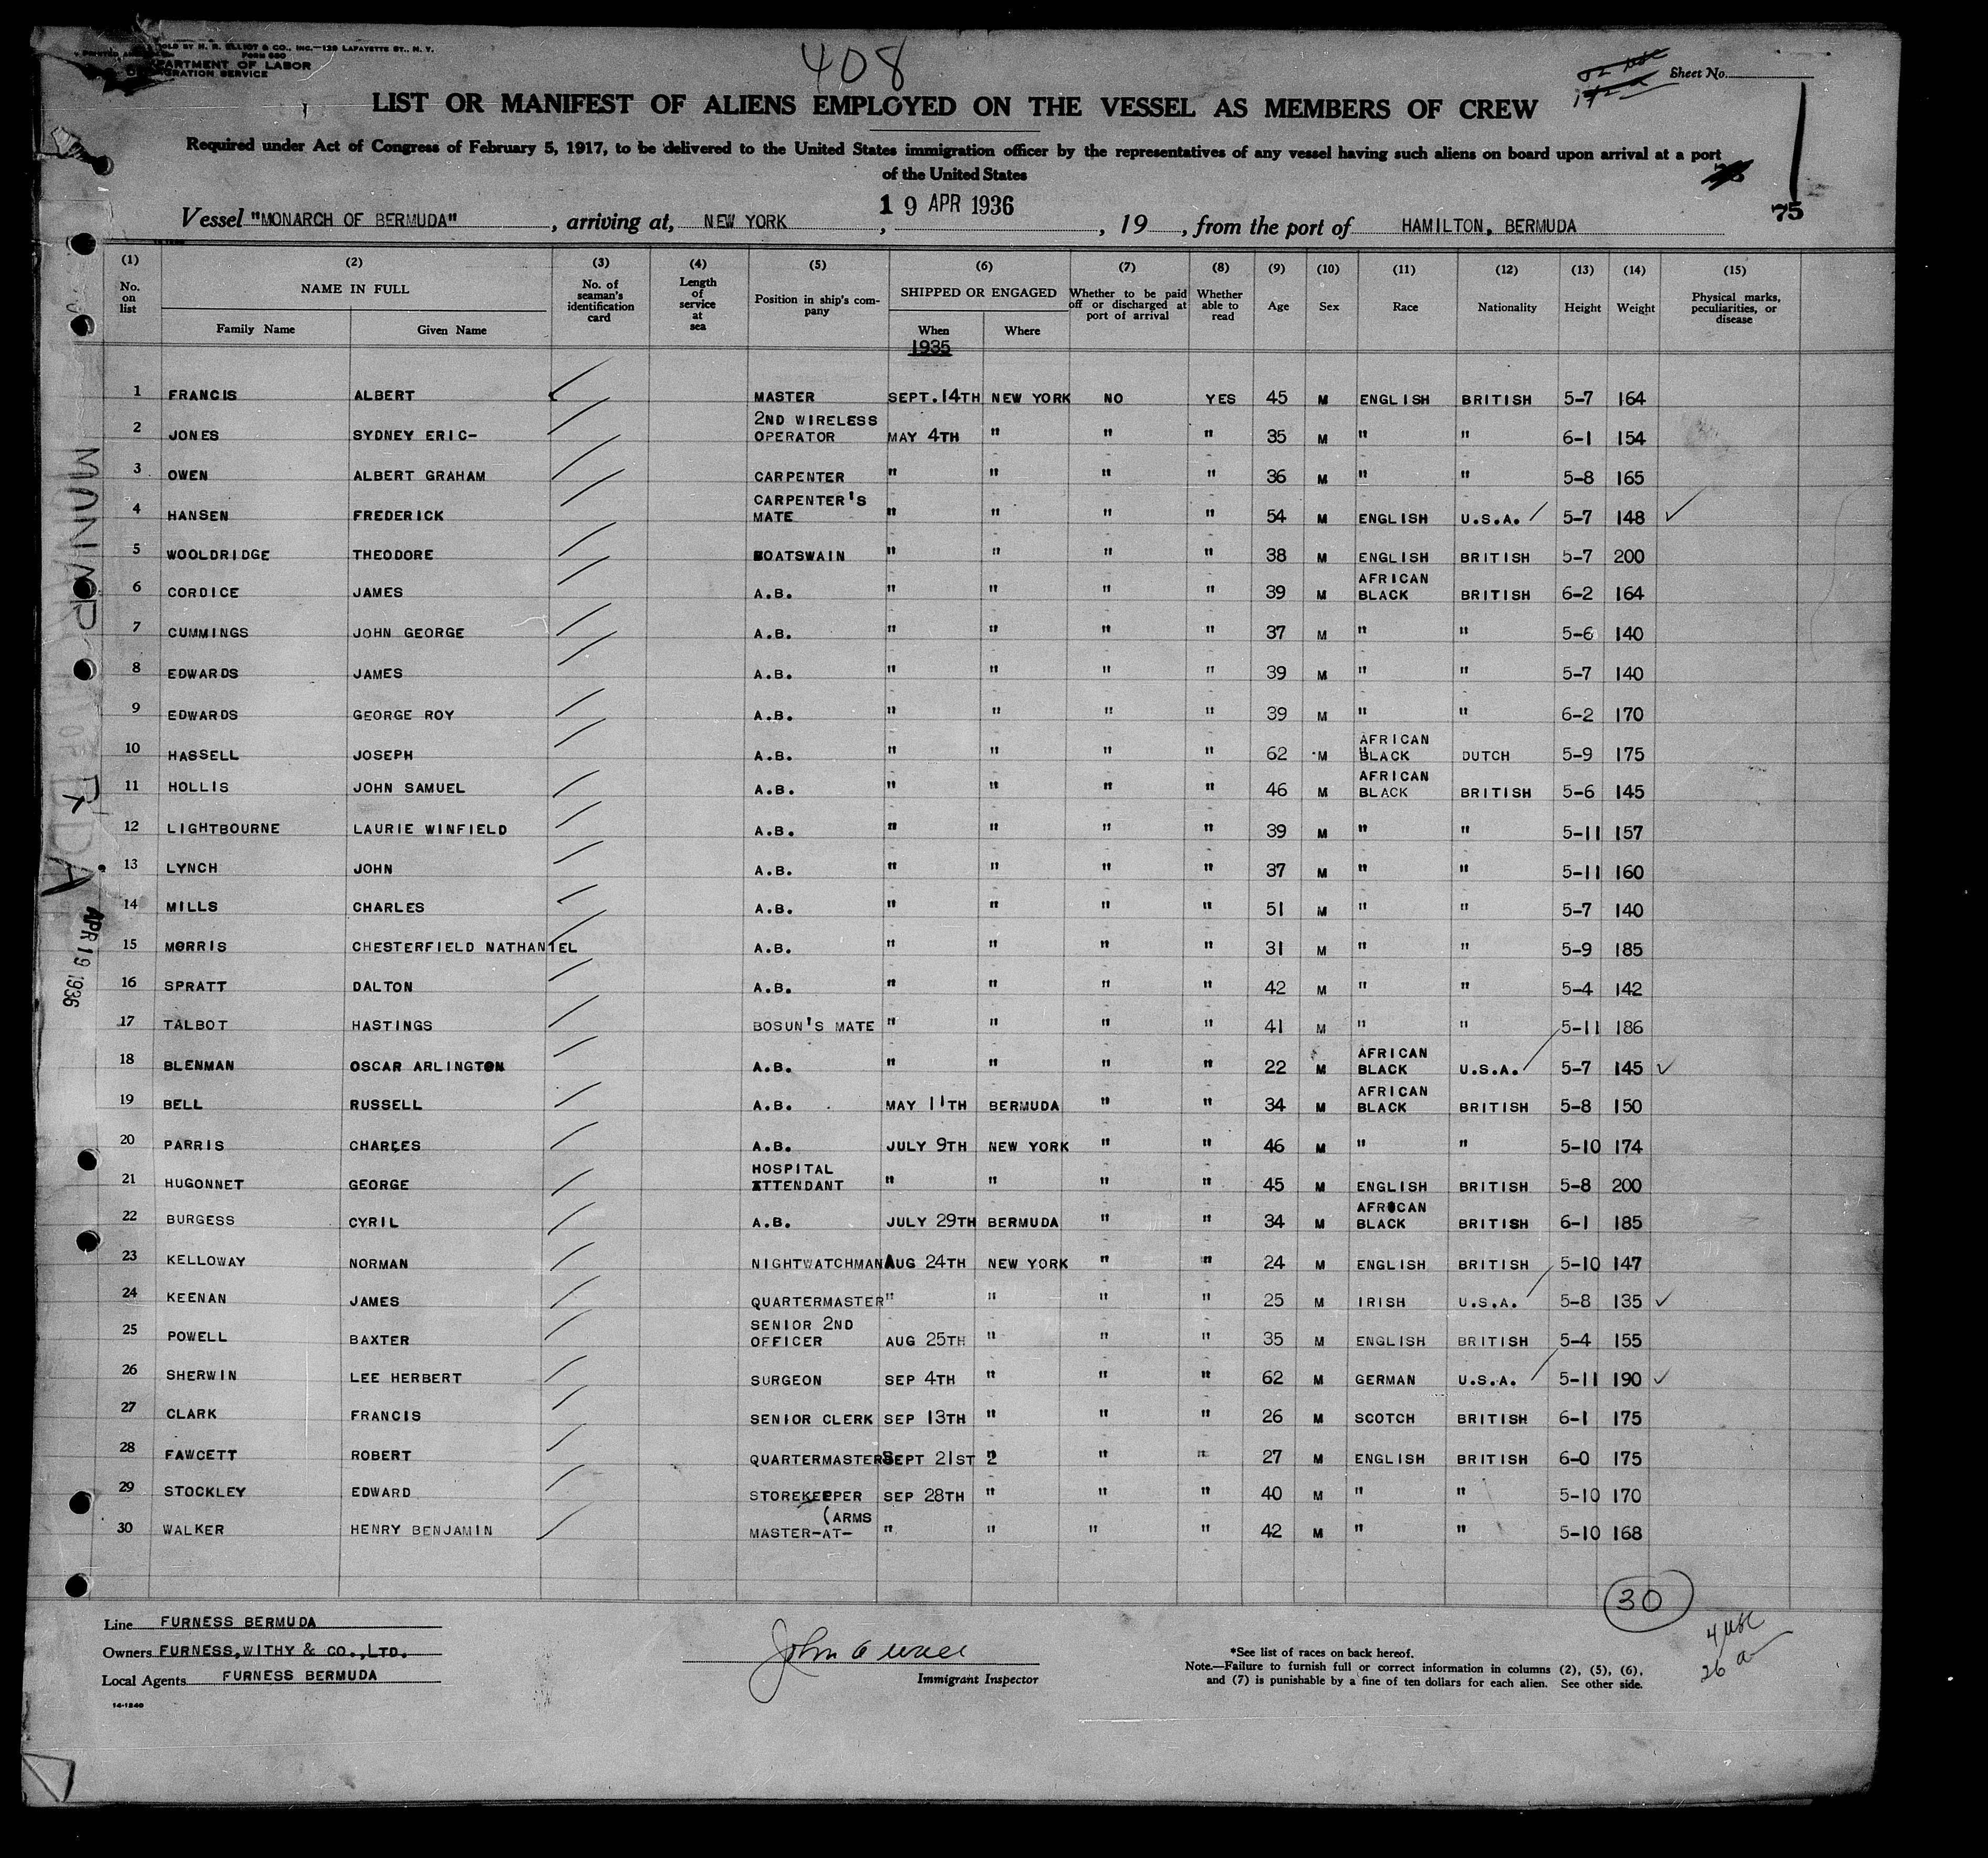 SOLD BY H. R. ELLIOT & CO., INC.—129 LAFAYETTE ST., N. Y.
DEPARTMENT OF LABOR
IMMIGRATION SERVICE
408
Sheet No.
LIST OR MANIFEST OF ALIENS EMPLOYED ON THE VESSEL AS MEMBERS OF CREW
Required under Act of Congress of February 5, 1917, to be delivered to the United States immigration officer by the representatives of any vessel having such aliens on board upon arrival at a port
of the United States
75
1 9 APR 1936
Vessel "MONARCH OF BERMUDA", arriving at, NEW YORK, , 19 , from the port of HAMILTON, BERMUDA
(1) (2) (3) (4) (5) (6) (7) (8) (9) (10) (11) (12) (13) (14) (15)
No. on list NAME IN FULL Family Name Given Name No. of seaman's identification card Length of service at sea Position in ship's company SHIPPED OR ENGAGED When Where Whether to be paid off or discharged at port of arrival Whether able to read Age Sex Race Nationality Height Weight Physical marks, peculiarities, or disease
1935
1 FRANCIS ALBERT MASTER SEPT.14TH NEW YORK NO YES 45 M ENGLISH BRITISH 5-7 164
2 JONES SYDNEY ERIC- 2ND WIRELESS OPERATOR MAY 4TH " " " 35 M " " 6-1 154
3 OWEN ALBERT GRAHAM CARPENTER " " " " 36 M " " 5-8 165
4 HANSEN FREDERICK CARPENTER'S MATE " " " " 54 M ENGLISH U.S.A. 5-7 148 ✓
5 WOOLDRIDGE THEODORE BOATSWAIN " " " " 38 M ENGLISH BRITISH 5-7 200
6 CORDICE JAMES A.B. " " " " 39 M AFRICAN BLACK BRITISH 6-2 164
7 CUMMINGS JOHN GEORGE A.B. " " " " 37 M " " 5-6 140
8 EDWARDS JAMES A.B. " " " " 39 M " " 5-7 140
9 EDWARDS GEORGE ROY A.B. " " " " 39 M " " 6-2 170
10 HASSELL JOSEPH A.B. " " " " 62 M AFRICAN BLACK DUTCH 5-9 175
11 HOLLIS JOHN SAMUEL A.B. " " " " 46 M AFRICAN BLACK BRITISH 5-6 145
12 LIGHTBOURNE LAURIE WINFIELD A.B. " " " " 39 M " " 5-11 157
13 LYNCH JOHN A.B. " " " " 37 M " " 5-11 160
14 MILLS CHARLES A.B. " " " " 51 M " " 5-7 140
15 MORRIS CHESTERFIELD NATHANIEL A.B. " " " " 31 M " " 5-9 185
16 SPRATT DALTON A.B. " " " " 42 M " " 5-4 142
17 TALBOT HASTINGS BOSUN'S MATE " " " " 41 M " " 5-11 186
18 BLENMAN OSCAR ARLINGTON A.B. " " " " 22 M AFRICAN BLACK U.S.A. 5-7 145 ✓
19 BELL RUSSELL A.B. MAY 11TH BERMUDA " " 34 M AFRICAN BLACK BRITISH 5-8 150
20 PARRIS CHARLES A.B. JULY 9TH NEW YORK " " 46 M " " 5-10 174
21 HUGONNET GEORGE HOSPITAL ATTENDANT " " " " 45 M ENGLISH BRITISH 5-8 200
22 BURGESS CYRIL A.B. JULY 29TH BERMUDA " " 34 M AFRICAN BLACK BRITISH 6-1 185
23 KELLOWAY NORMAN NIGHTWATCHMAN AUG 24TH NEW YORK " " 24 M ENGLISH BRITISH 5-10 147
24 KEENAN JAMES QUARTERMASTER " " " " 25 M IRISH U.S.A. 5-8 135 ✓
25 POWELL BAXTER SENIOR 2ND OFFICER AUG 25TH " " " 35 M ENGLISH BRITISH 5-4 155
26 SHERWIN LEE HERBERT SURGEON SEP 4TH " " " 62 M GERMAN U.S.A. 5-11 190 ✓
27 CLARK FRANCIS SENIOR CLERK SEP 13TH " " " 26 M SCOTCH BRITISH 6-1 175
28 FAWCETT ROBERT QUARTERMASTER SEPT 21ST " " " 27 M ENGLISH BRITISH 6-0 175
29 STOCKLEY EDWARD STOREKEEPER SEP 28TH " " " 40 M " " 5-10 170
30 WALKER HENRY BENJAMIN MASTER-AT- (ARMS " " " " 42 M " " 5-10 168
30
Line FURNESS BERMUDA
Owners FURNESS, WITHY & CO., LTD.
Local Agents FURNESS BERMUDA
14-1240
Immigrant Inspector
*See list of races on back hereof.
Note.—Failure to furnish full or correct information in columns (2), (5), (6),
and (7) is punishable by a fine of ten dollars for each alien. See other side.
4 USC
26 a
MONARCH OF BERMUDA
APR 19 1936